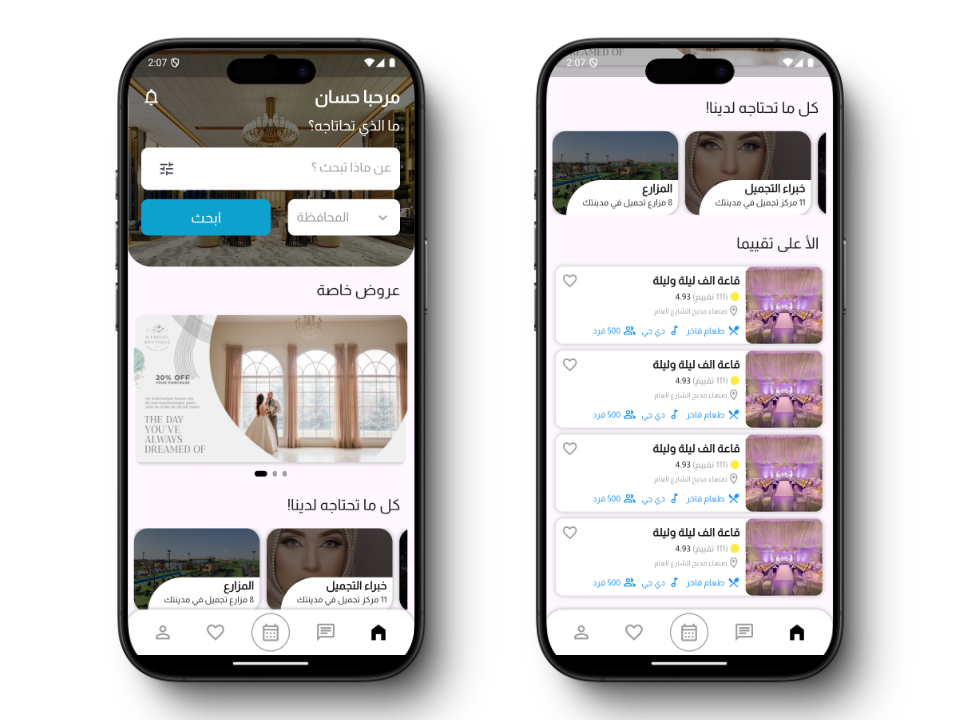 2:07
مرحبا حسان
ما الذي تحاتاجه؟
عن ماذا تبحث ؟
المحافظة
ابحث
عروض خاصة
WEDDING
BOUTIQUE
20% OFF
YOUR PURCHASE
THE DAY
YOU'VE
ALWAYS
DREAMED OF
كل ما تحتاجه لدينا!
خبراء التجميل
11 مركز تجميل في مدينتك
المزارع
8 مزارع تجميل في مدينتك
DREAMED OF
2:07
كل ما تحتاجه لدينا!
خبراء التجميل
11 مركز تجميل في مدينتك
المزارع
8 مزارع تجميل في مدينتك
الأ على تقييما
قاعة الف ليلة وليلة
4.93 (111 تقييم)
صنعاء مذبح الشارع العام
طعام فاخر دي جي 500 فرد
قاعة الف ليلة وليلة
4.93 (111 تقييم)
صنعاء مذبح الشارع العام
طعام فاخر دي جي 500 فرد
قاعة الف ليلة وليلة
4.93 (111 تقييم)
صنعاء مذبح الشارع العام
طعام فاخر دي جي 500 فرد
قاعة الف ليلة وليلة
4.93 (111 تقييم)
صنعاء مذبح الشارع العام
طعام فاخر دي جي 500 فرد